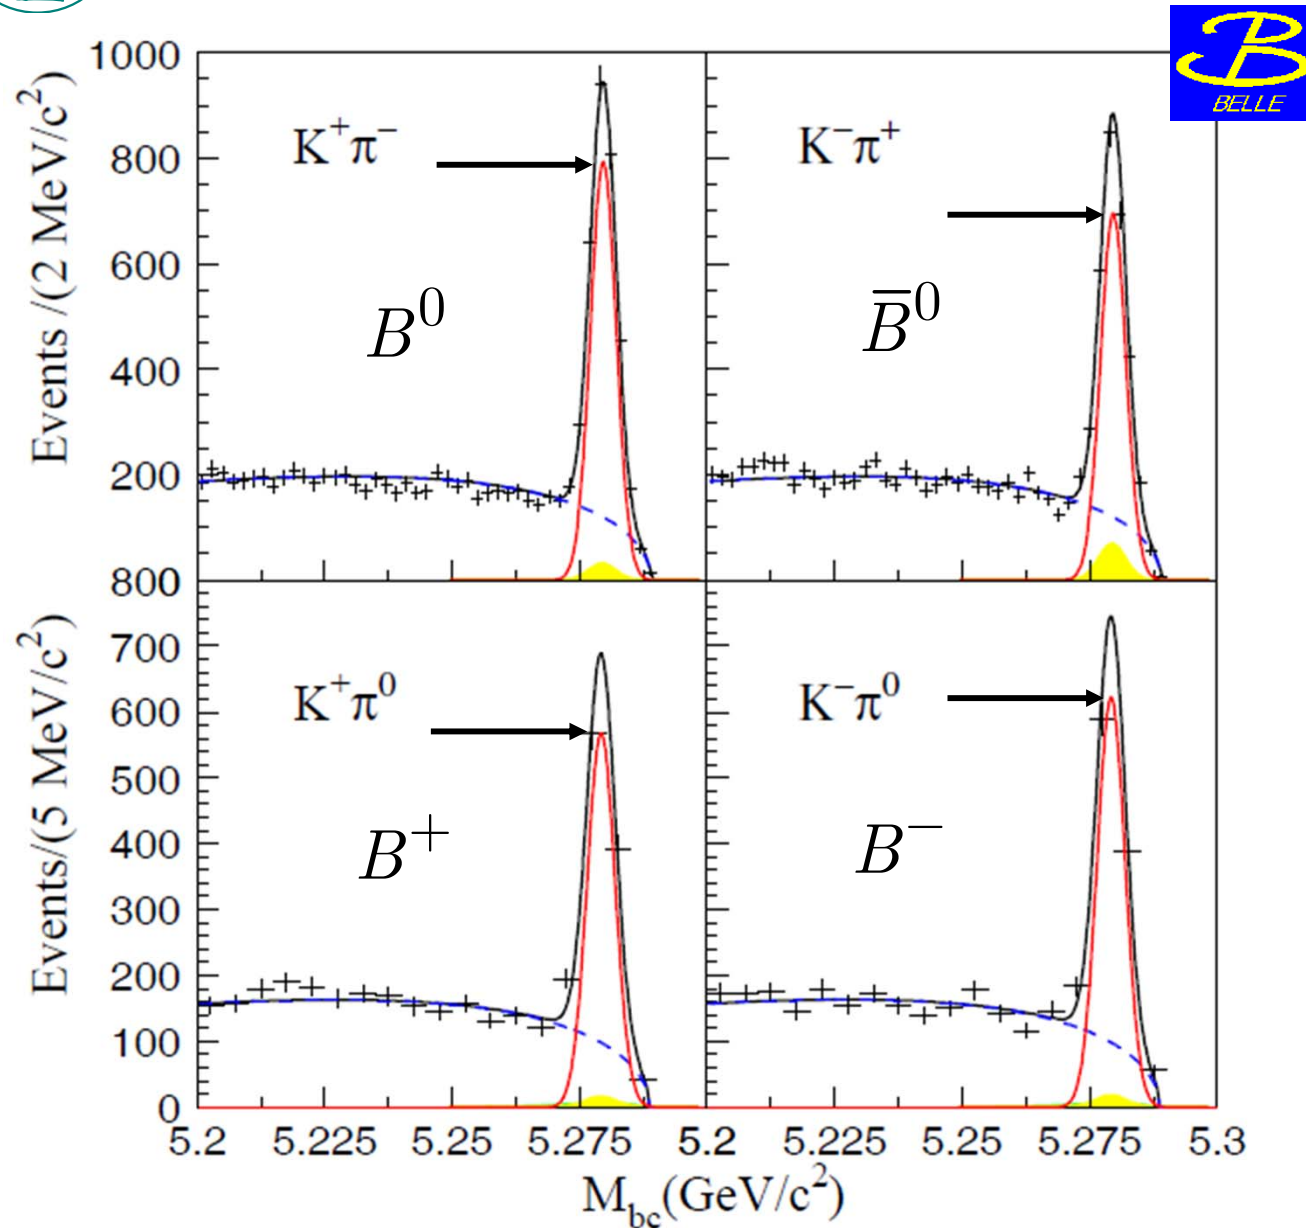 BELLE
Events /(2 MeV/c²)
1000
800
600
400
200
K⁺π⁻
B⁰
K⁻π⁺
B̅⁰
Events/(5 MeV/c²)
800
700
600
500
400
300
200
100
0
K⁺π⁰
B⁺
K⁻π⁰
B⁻
5.2 5.225 5.25 5.275 5.2 5.225 5.25 5.275 5.3
M_bc(GeV/c²)